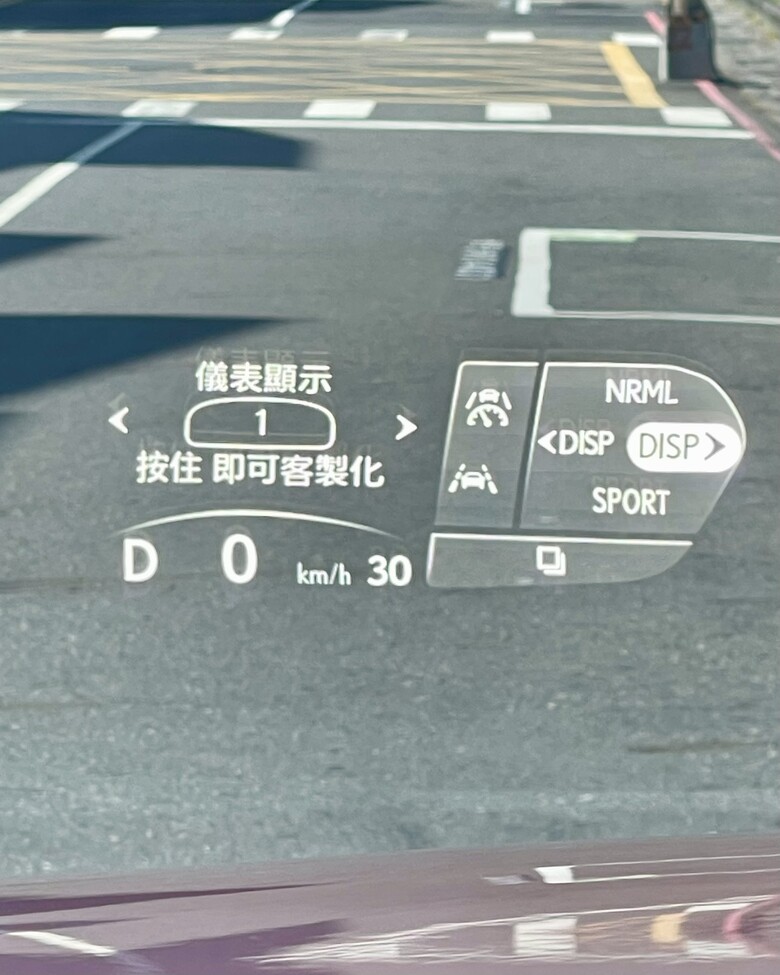 儀表顯示
< 1 >
按住 即可客製化
D 0 km/h 30
NRML
<DISP DISP>
SPORT